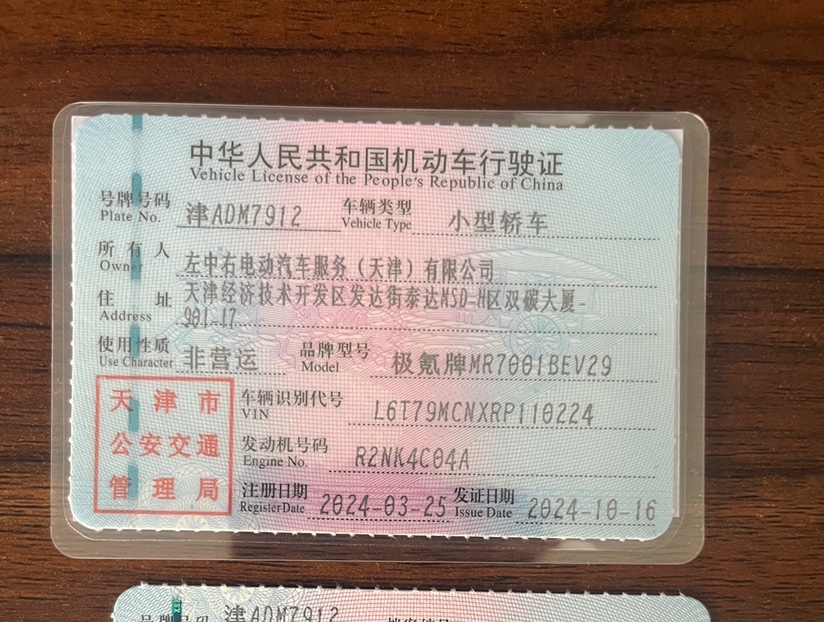 中华人民共和国机动车行驶证
Vehicle License of the People's Republic of China
号牌号码 津ADM7912 车辆类型 小型轿车
Plate No. Vehicle Type
所有人 左中右电动汽车服务（天津）有限公司
Owner
住址 天津经济技术开发区发达街泰达MSD-H区双碳大厦-
Address 901-17
使用性质 非营运 品牌型号 极氪牌MR7001BEV29
Use Character Model
天津市
公安交通
管理局
车辆识别代号 L6T79MCNXRP110224
VIN
发动机号码 R2NK4C04A
Engine No.
注册日期 2024-03-25 发证日期 2024-10-16
Register Date Issue Date
号牌号码 津ADM7912